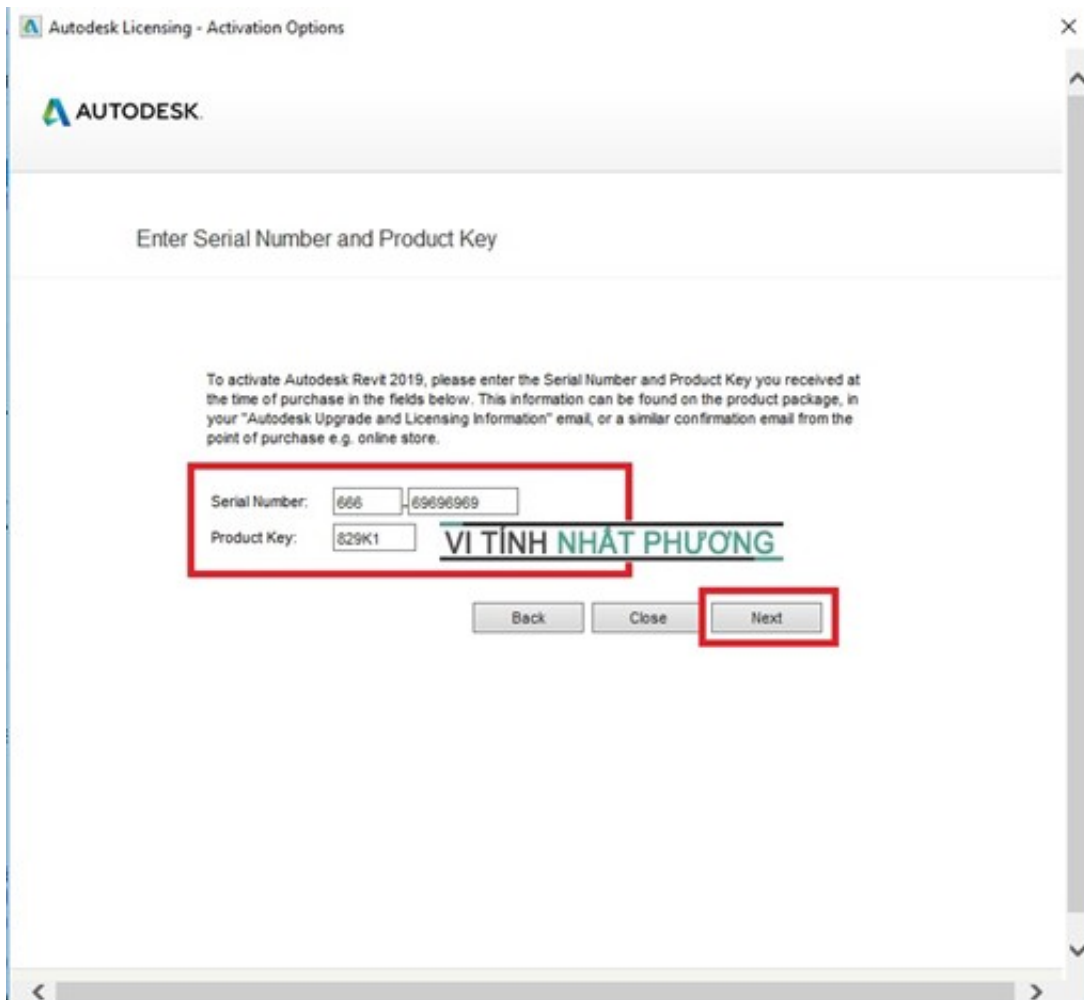 Autodesk Licensing - Activation Options
AUTODESK.
Enter Serial Number and Product Key
To activate Autodesk Revit 2019, please enter the Serial Number and Product Key you received at
the time of purchase in the fields below. This information can be found on the product package, in
your "Autodesk Upgrade and Licensing Information" email, or a similar confirmation email from the
point of purchase e.g. online store.
Serial Number: 666 - 69696969
Product Key: 829K1
VI TÍNH NHẬT PHƯƠNG
Back Close Next